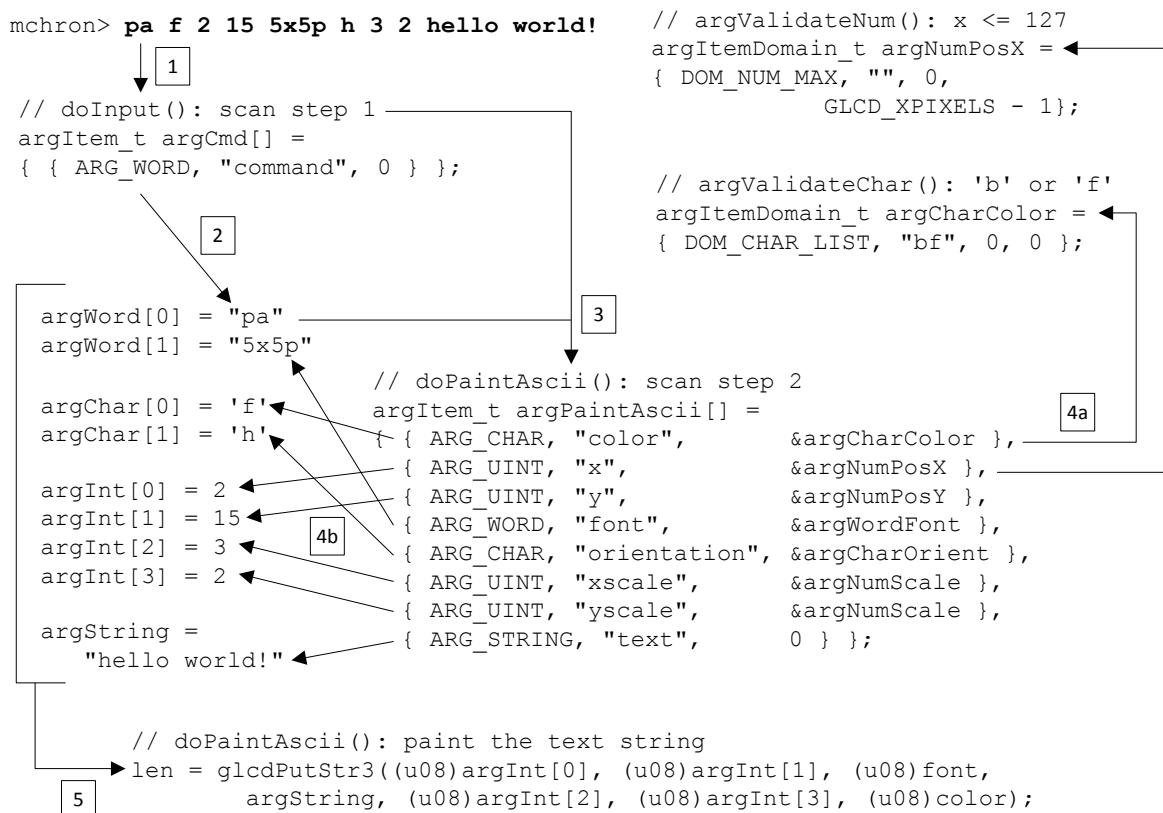 mchron> pa f 2 15 5x5p h 3 2 hello world!
1
// doInput(): scan step 1
argItem_t argCmd[] =
{ { ARG_WORD, "command", 0 } };
2
// argValidateNum(): x <= 127
argItemDomain_t argNumPosX =
{ DOM_NUM_MAX, "", 0,
GLCD_XPIXELS - 1};
// argValidateChar(): 'b' or 'f'
argItemDomain_t argCharColor =
{ DOM_CHAR_LIST, "bf", 0, 0 };
argWord[0] = "pa"
argWord[1] = "5x5p"
argChar[0] = 'f'
argChar[1] = 'h'
argInt[0] = 2
argInt[1] = 15
argInt[2] = 3
argInt[3] = 2
argString =
"hello world!"
3
// doPaintAscii(): scan step 2
argItem_t argPaintAscii[] =
{ { ARG_CHAR, "color", &argCharColor },
{ ARG_UINT, "x", &argNumPosX },
{ ARG_UINT, "y", &argNumPosY },
{ ARG_WORD, "font", &argWordFont },
{ ARG_CHAR, "orientation", &argCharOrient },
{ ARG_UINT, "xscale", &argNumScale },
{ ARG_UINT, "yscale", &argNumScale },
{ ARG_STRING, "text", 0 } };
4a
4b
// doPaintAscii(): paint the text string
len = glcdPutStr3((u08)argInt[0], (u08)argInt[1], (u08)font,
argString, (u08)argInt[2], (u08)argInt[3], (u08)color);
5